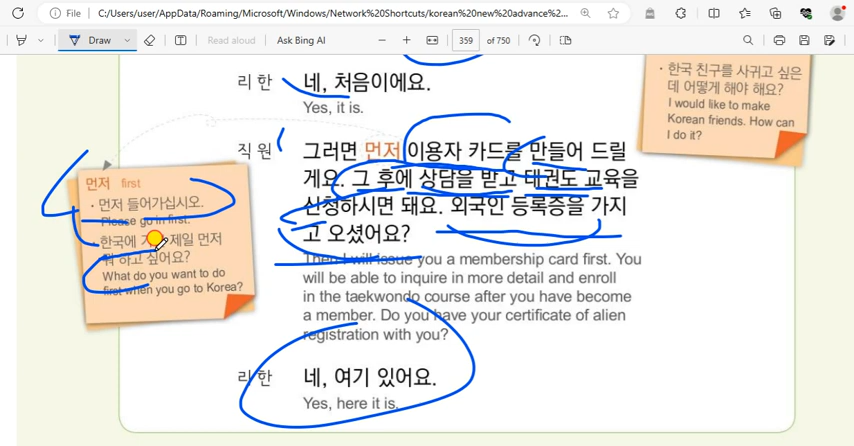 File
C:/Users/user/AppData/Roaming/Microsoft/Windows/Network%20Shortcuts/korean%20new%20advance%2...
Draw
Read aloud
Ask Bing AI
359
of 750
리한 네, 처음이에요.
Yes, it is.
· 한국 친구를 사귀고 싶은
데 어떻게 해야 해요?
I would like to make
Korean friends. How can
I do it?
직원 그러면 먼저 이용자 카드를 만들어 드릴
게요. 그 후에 상담을 받고 태권도 교육을
신청하시면 돼요. 외국인 등록증을 가지
고 오셨어요?
Then I will issue you a membership card first. You
will be able to inquire in more detail and enroll
in the taekwondo course after you have become
a member. Do you have your certificate of alien
registration with you?
먼저 first
· 먼저 들어가십시오.
Please go in first.
· 한국에 제일 먼저
뭐 하고 싶어요?
What do you want to do
first when you go to Korea?
리한 네, 여기 있어요.
Yes, here it is.